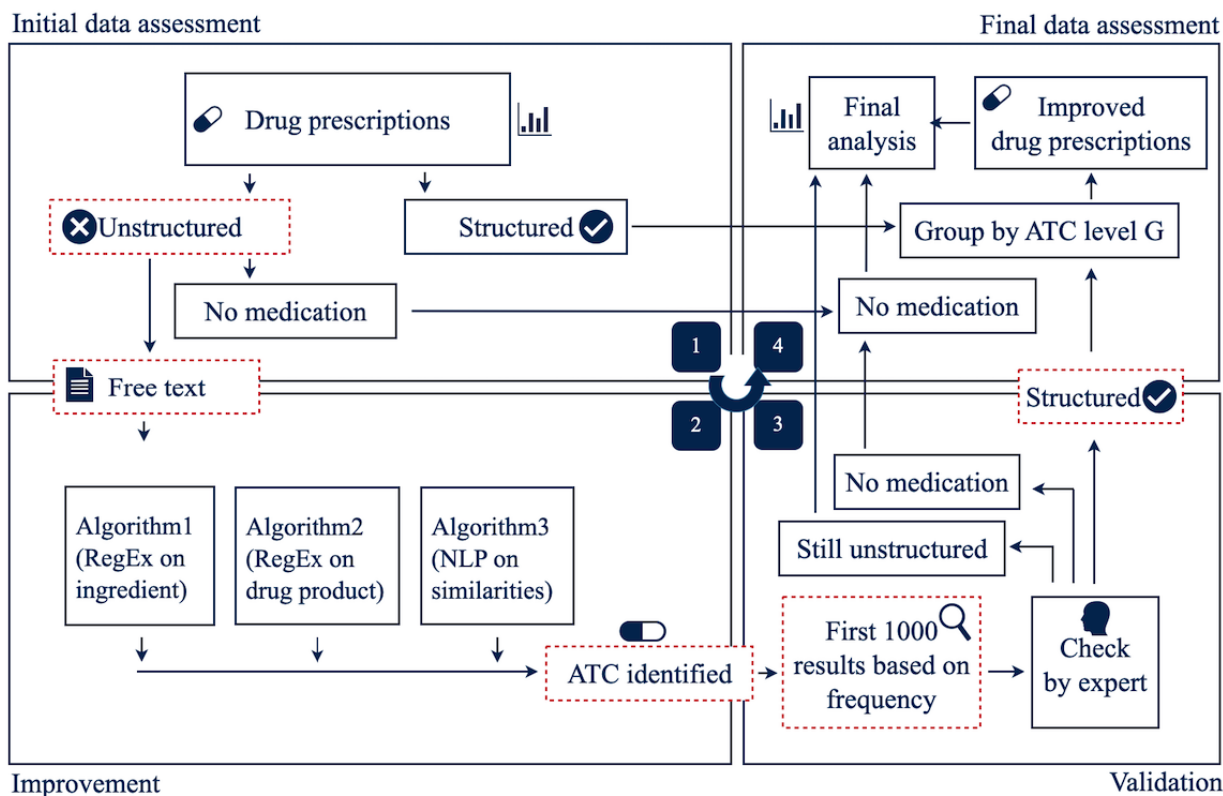 Initial data assessment
Final data assessment
Drug prescriptions
Unstructured
Structured
No medication
Free text
Final
analysis
Improved
drug prescriptions
Group by ATC level G
No medication
1
4
2
3
Structured
No medication
Still unstructured
Algorithm1
(RegEx on
ingredient)
Algorithm2
(RegEx on
drug product)
Algorithm3
(NLP on
similarities)
ATC identified
First 1000
results based on
frequency
Check
by expert
Improvement
Validation